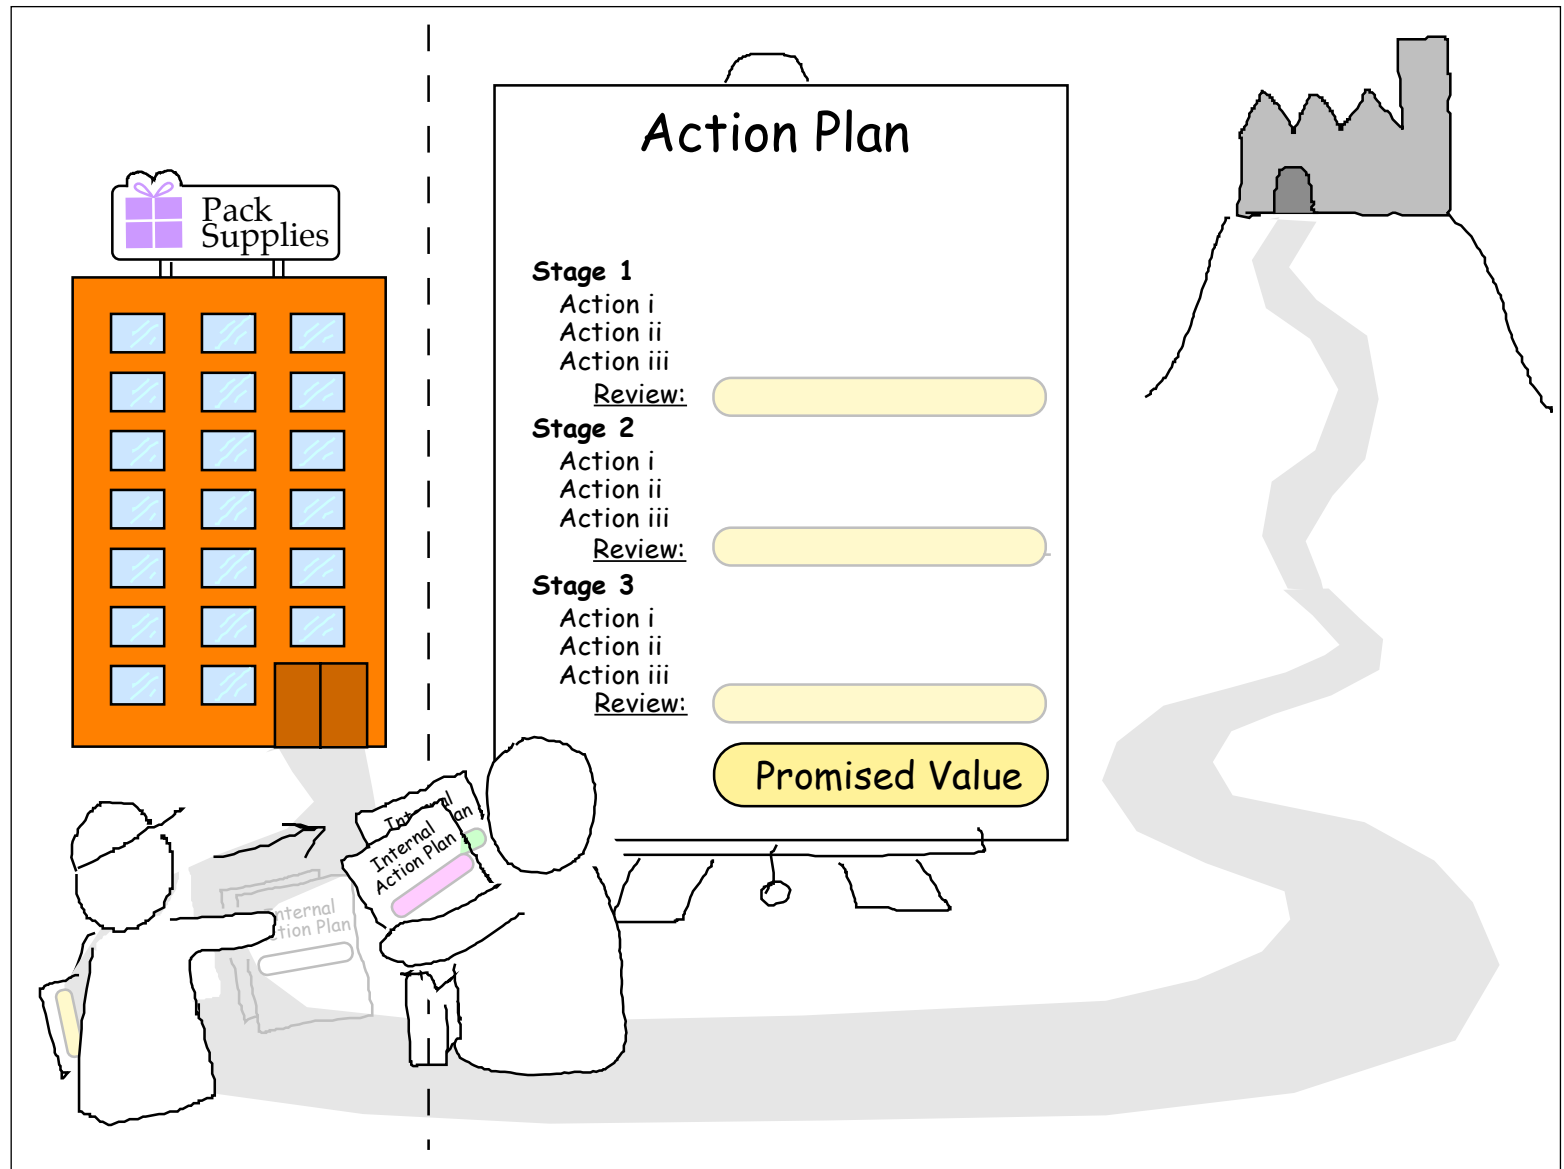 Action Plan
Pack
Supplies
Stage 1
Action i
Action ii
Action iii
Review:
Stage 2
Action i
Action ii
Action iii
Review:
Stage 3
Action i
Action ii
Action iii
Review:
Promised Value
Internal
Action Plan